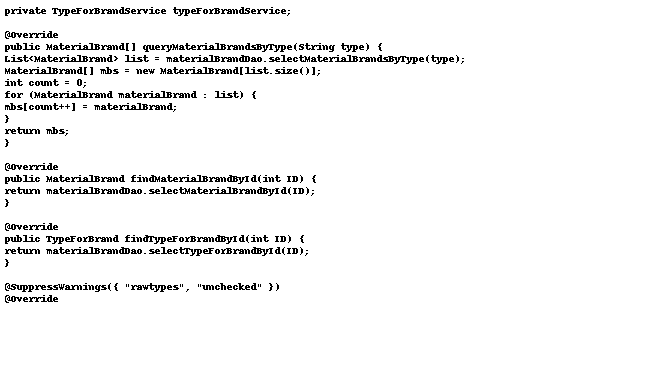 private TypeForBrandService typeForBrandService;

@Override
public MaterialBrand[] queryMaterialBrandsByType(String type) {
List<MaterialBrand> list = materialBrandDao.selectMaterialBrandsByType(type);
MaterialBrand[] mbs = new MaterialBrand[list.size()];
int count = 0;
for (MaterialBrand materialBrand : list) {
mbs[count++] = materialBrand;
}
return mbs;
}

@Override
public MaterialBrand findMaterialBrandById(int ID) {
return materialBrandDao.selectMaterialBrandById(ID);
}

@Override
public TypeForBrand findTypeForBrandById(int ID) {
return materialBrandDao.selectTypeForBrandById(ID);
}

@SuppressWarnings({ "rawtypes", "unchecked" })
@Override